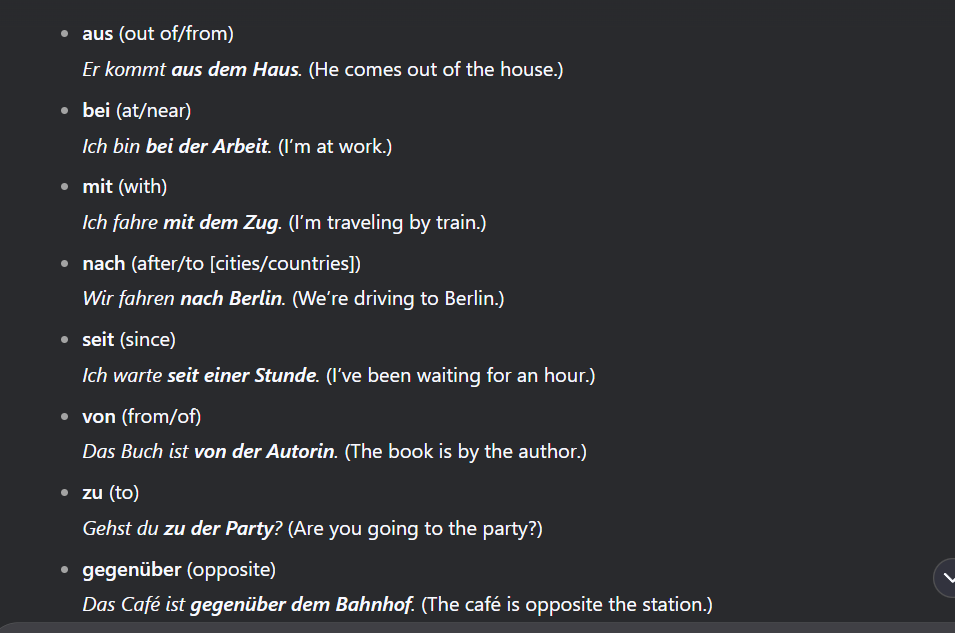 aus (out of/from)
Er kommt aus dem Haus. (He comes out of the house.)
bei (at/near)
Ich bin bei der Arbeit. (I’m at work.)
mit (with)
Ich fahre mit dem Zug. (I’m traveling by train.)
nach (after/to [cities/countries])
Wir fahren nach Berlin. (We’re driving to Berlin.)
seit (since)
Ich warte seit einer Stunde. (I’ve been waiting for an hour.)
von (from/of)
Das Buch ist von der Autorin. (The book is by the author.)
zu (to)
Gehst du zu der Party? (Are you going to the party?)
gegenüber (opposite)
Das Café ist gegenüber dem Bahnhof. (The café is opposite the station.)